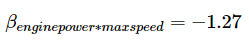 β_{enginepower*maxspeed} = −1.27